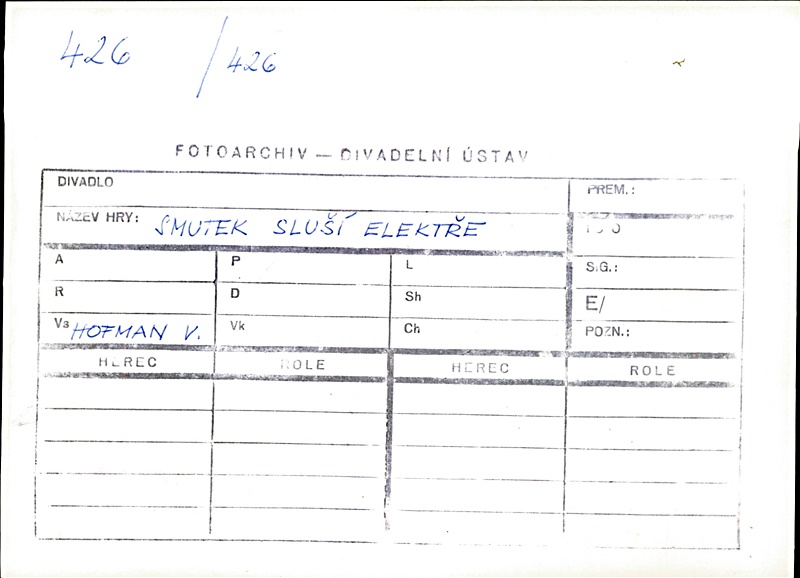 426 / 426
FOTOARCHIV — DIVADELNÍ ÚSTAV
DIVADLO
PREM.:
NÁZEV HRY: SMUTEK SLUŠÍ ELEKTŘE
A P L S.G.:
R D Sh E/
Vs HOFMAN V. Vk Ch POZN.:
HEREC ROLE HEREC ROLE